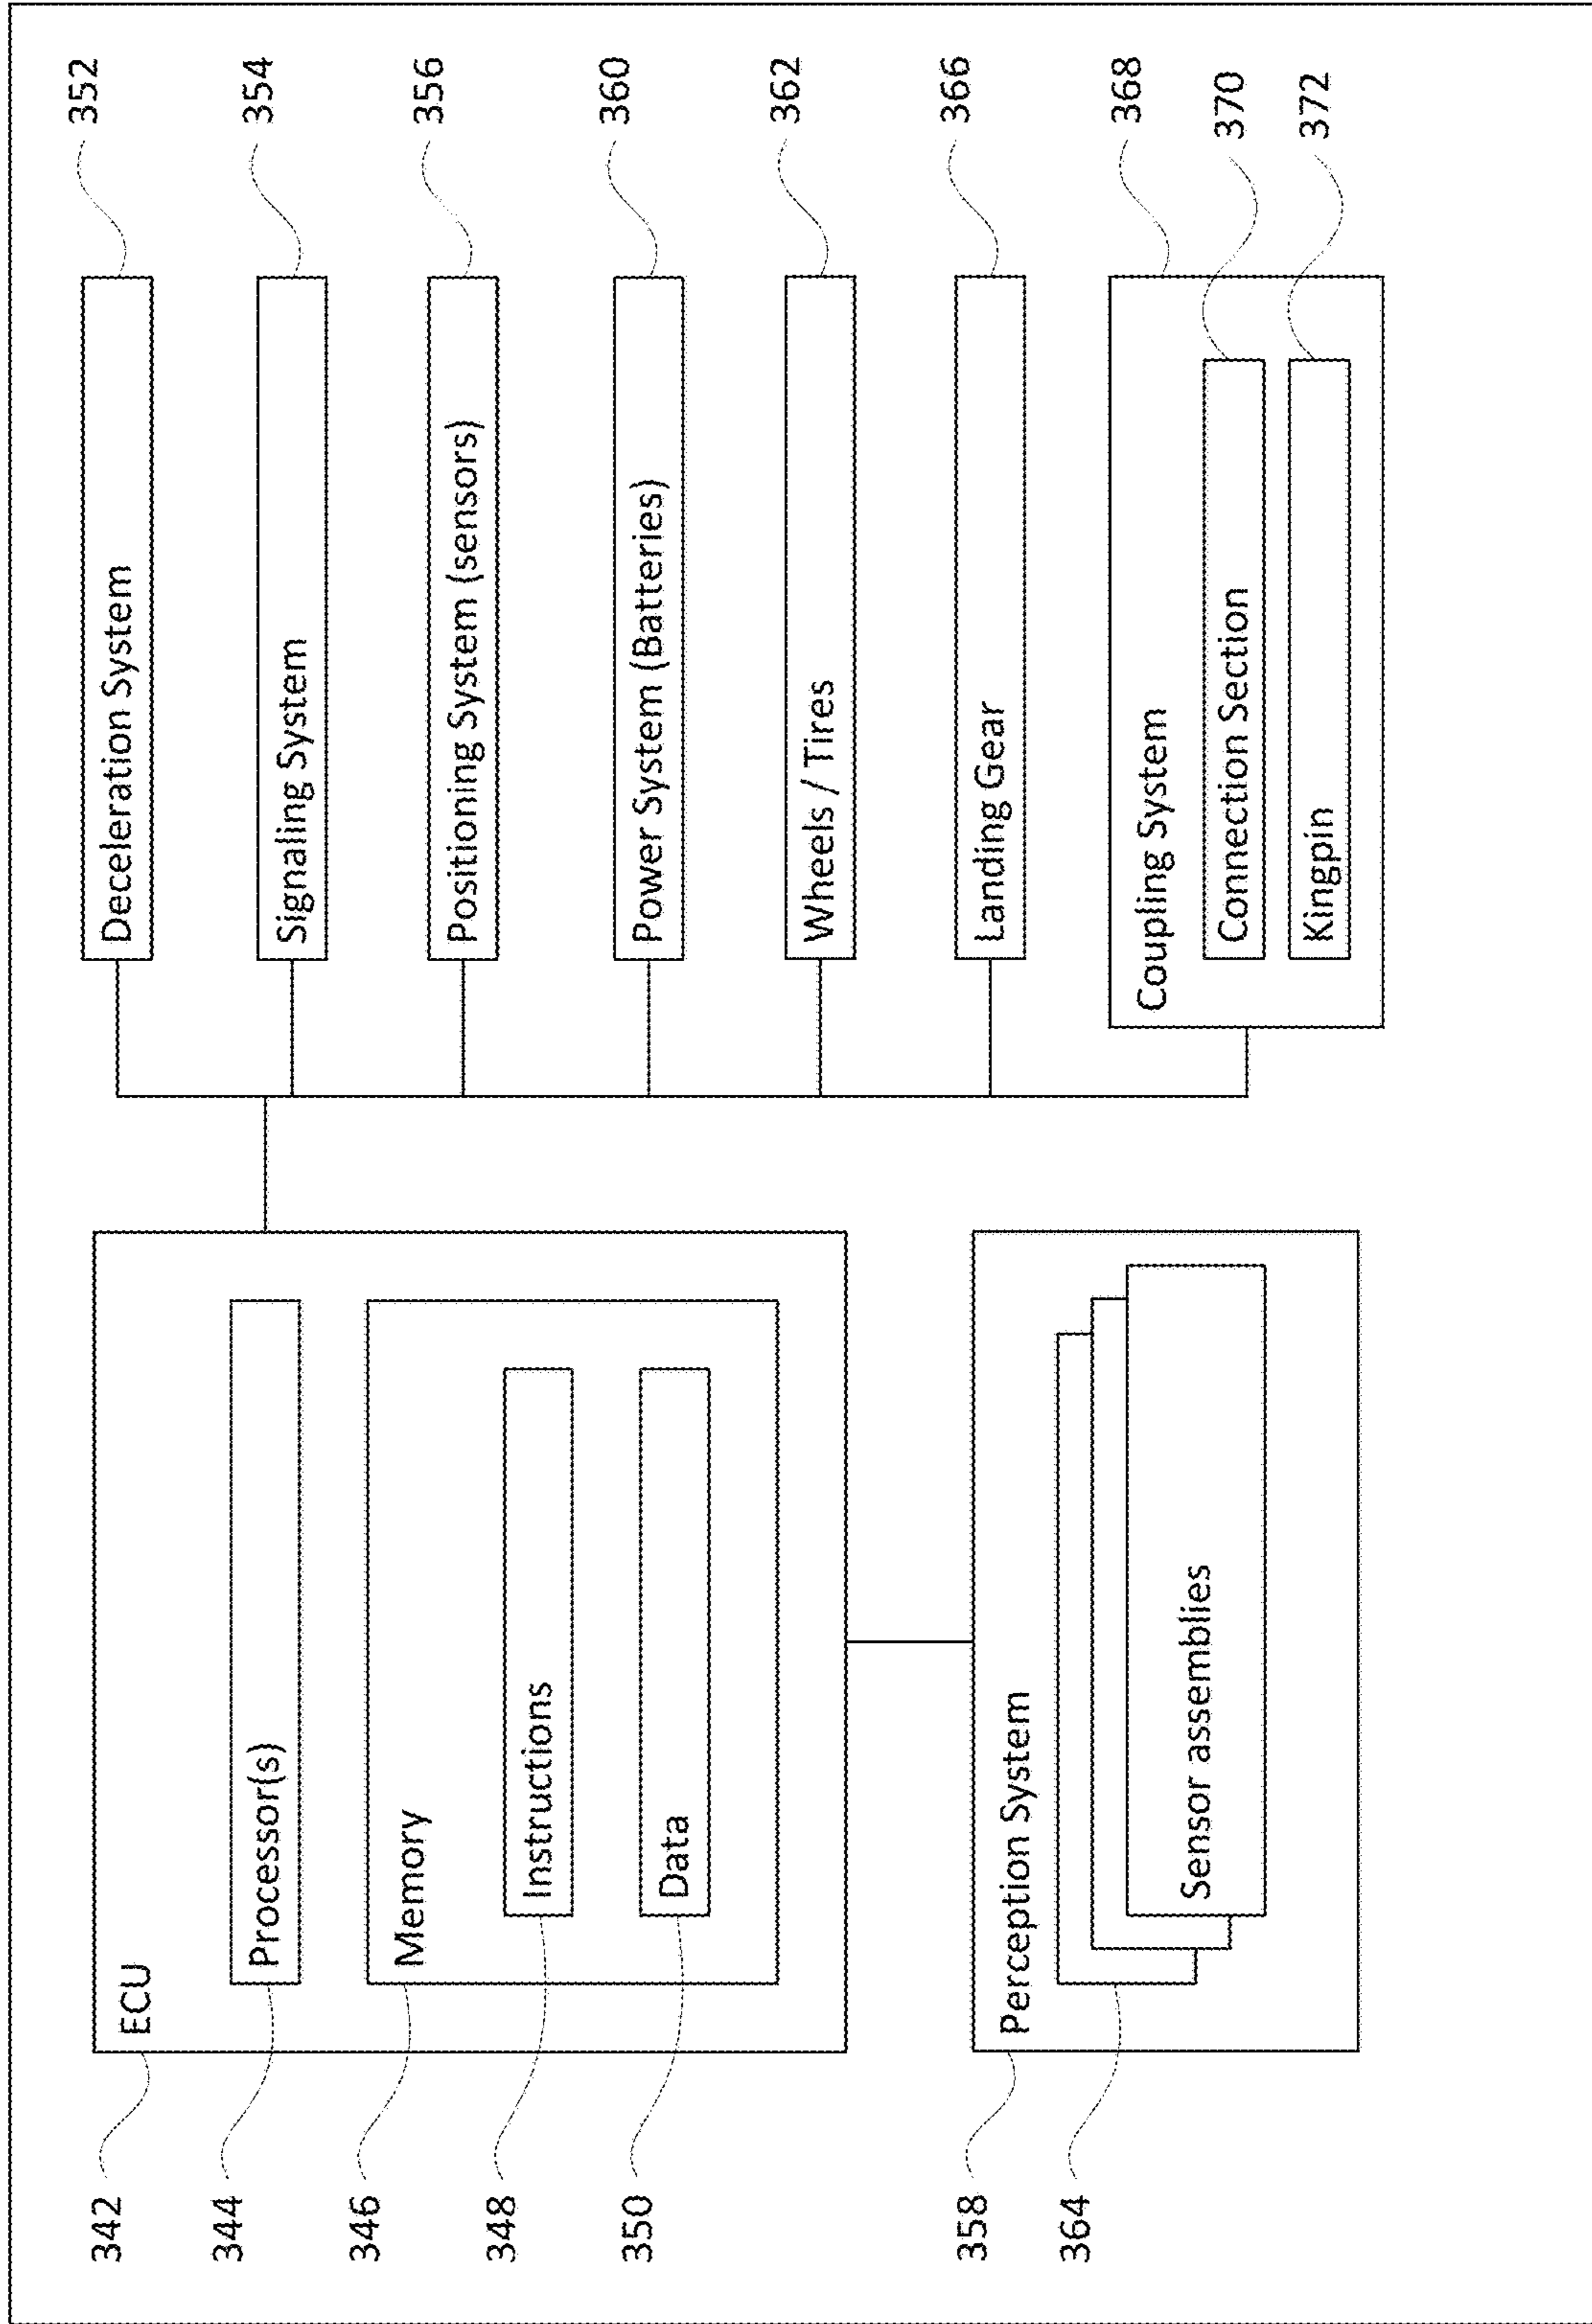 342
ECU
344
Processor(s)
346
Memory
348
Instructions
350
Data
358
Perception System
364
Sensor assemblies
Deceleration System
352
Signaling System
354
Positioning System (sensors)
356
Power System (Batteries)
360
Wheels / Tires
362
Landing Gear
366
Coupling System
368
Connection Section
370
Kingpin
372